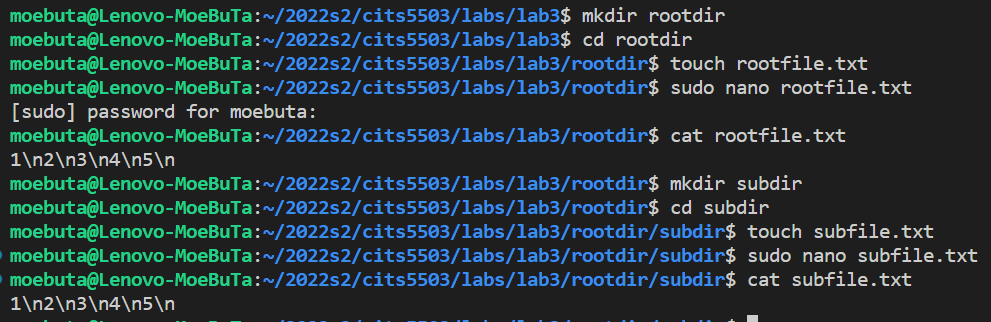 moebuta@Lenovo-MoeBuTa:~/2022s2/cits5503/labs/lab3$ mkdir rootdir
moebuta@Lenovo-MoeBuTa:~/2022s2/cits5503/labs/lab3$ cd rootdir
moebuta@Lenovo-MoeBuTa:~/2022s2/cits5503/labs/lab3/rootdir$ touch rootfile.txt
moebuta@Lenovo-MoeBuTa:~/2022s2/cits5503/labs/lab3/rootdir$ sudo nano rootfile.txt
[sudo] password for moebuta:
moebuta@Lenovo-MoeBuTa:~/2022s2/cits5503/labs/lab3/rootdir$ cat rootfile.txt
1\n2\n3\n4\n5\n
moebuta@Lenovo-MoeBuTa:~/2022s2/cits5503/labs/lab3/rootdir$ mkdir subdir
moebuta@Lenovo-MoeBuTa:~/2022s2/cits5503/labs/lab3/rootdir$ cd subdir
moebuta@Lenovo-MoeBuTa:~/2022s2/cits5503/labs/lab3/rootdir/subdir$ touch subfile.txt
moebuta@Lenovo-MoeBuTa:~/2022s2/cits5503/labs/lab3/rootdir/subdir$ sudo nano subfile.txt
moebuta@Lenovo-MoeBuTa:~/2022s2/cits5503/labs/lab3/rootdir/subdir$ cat subfile.txt
1\n2\n3\n4\n5\n